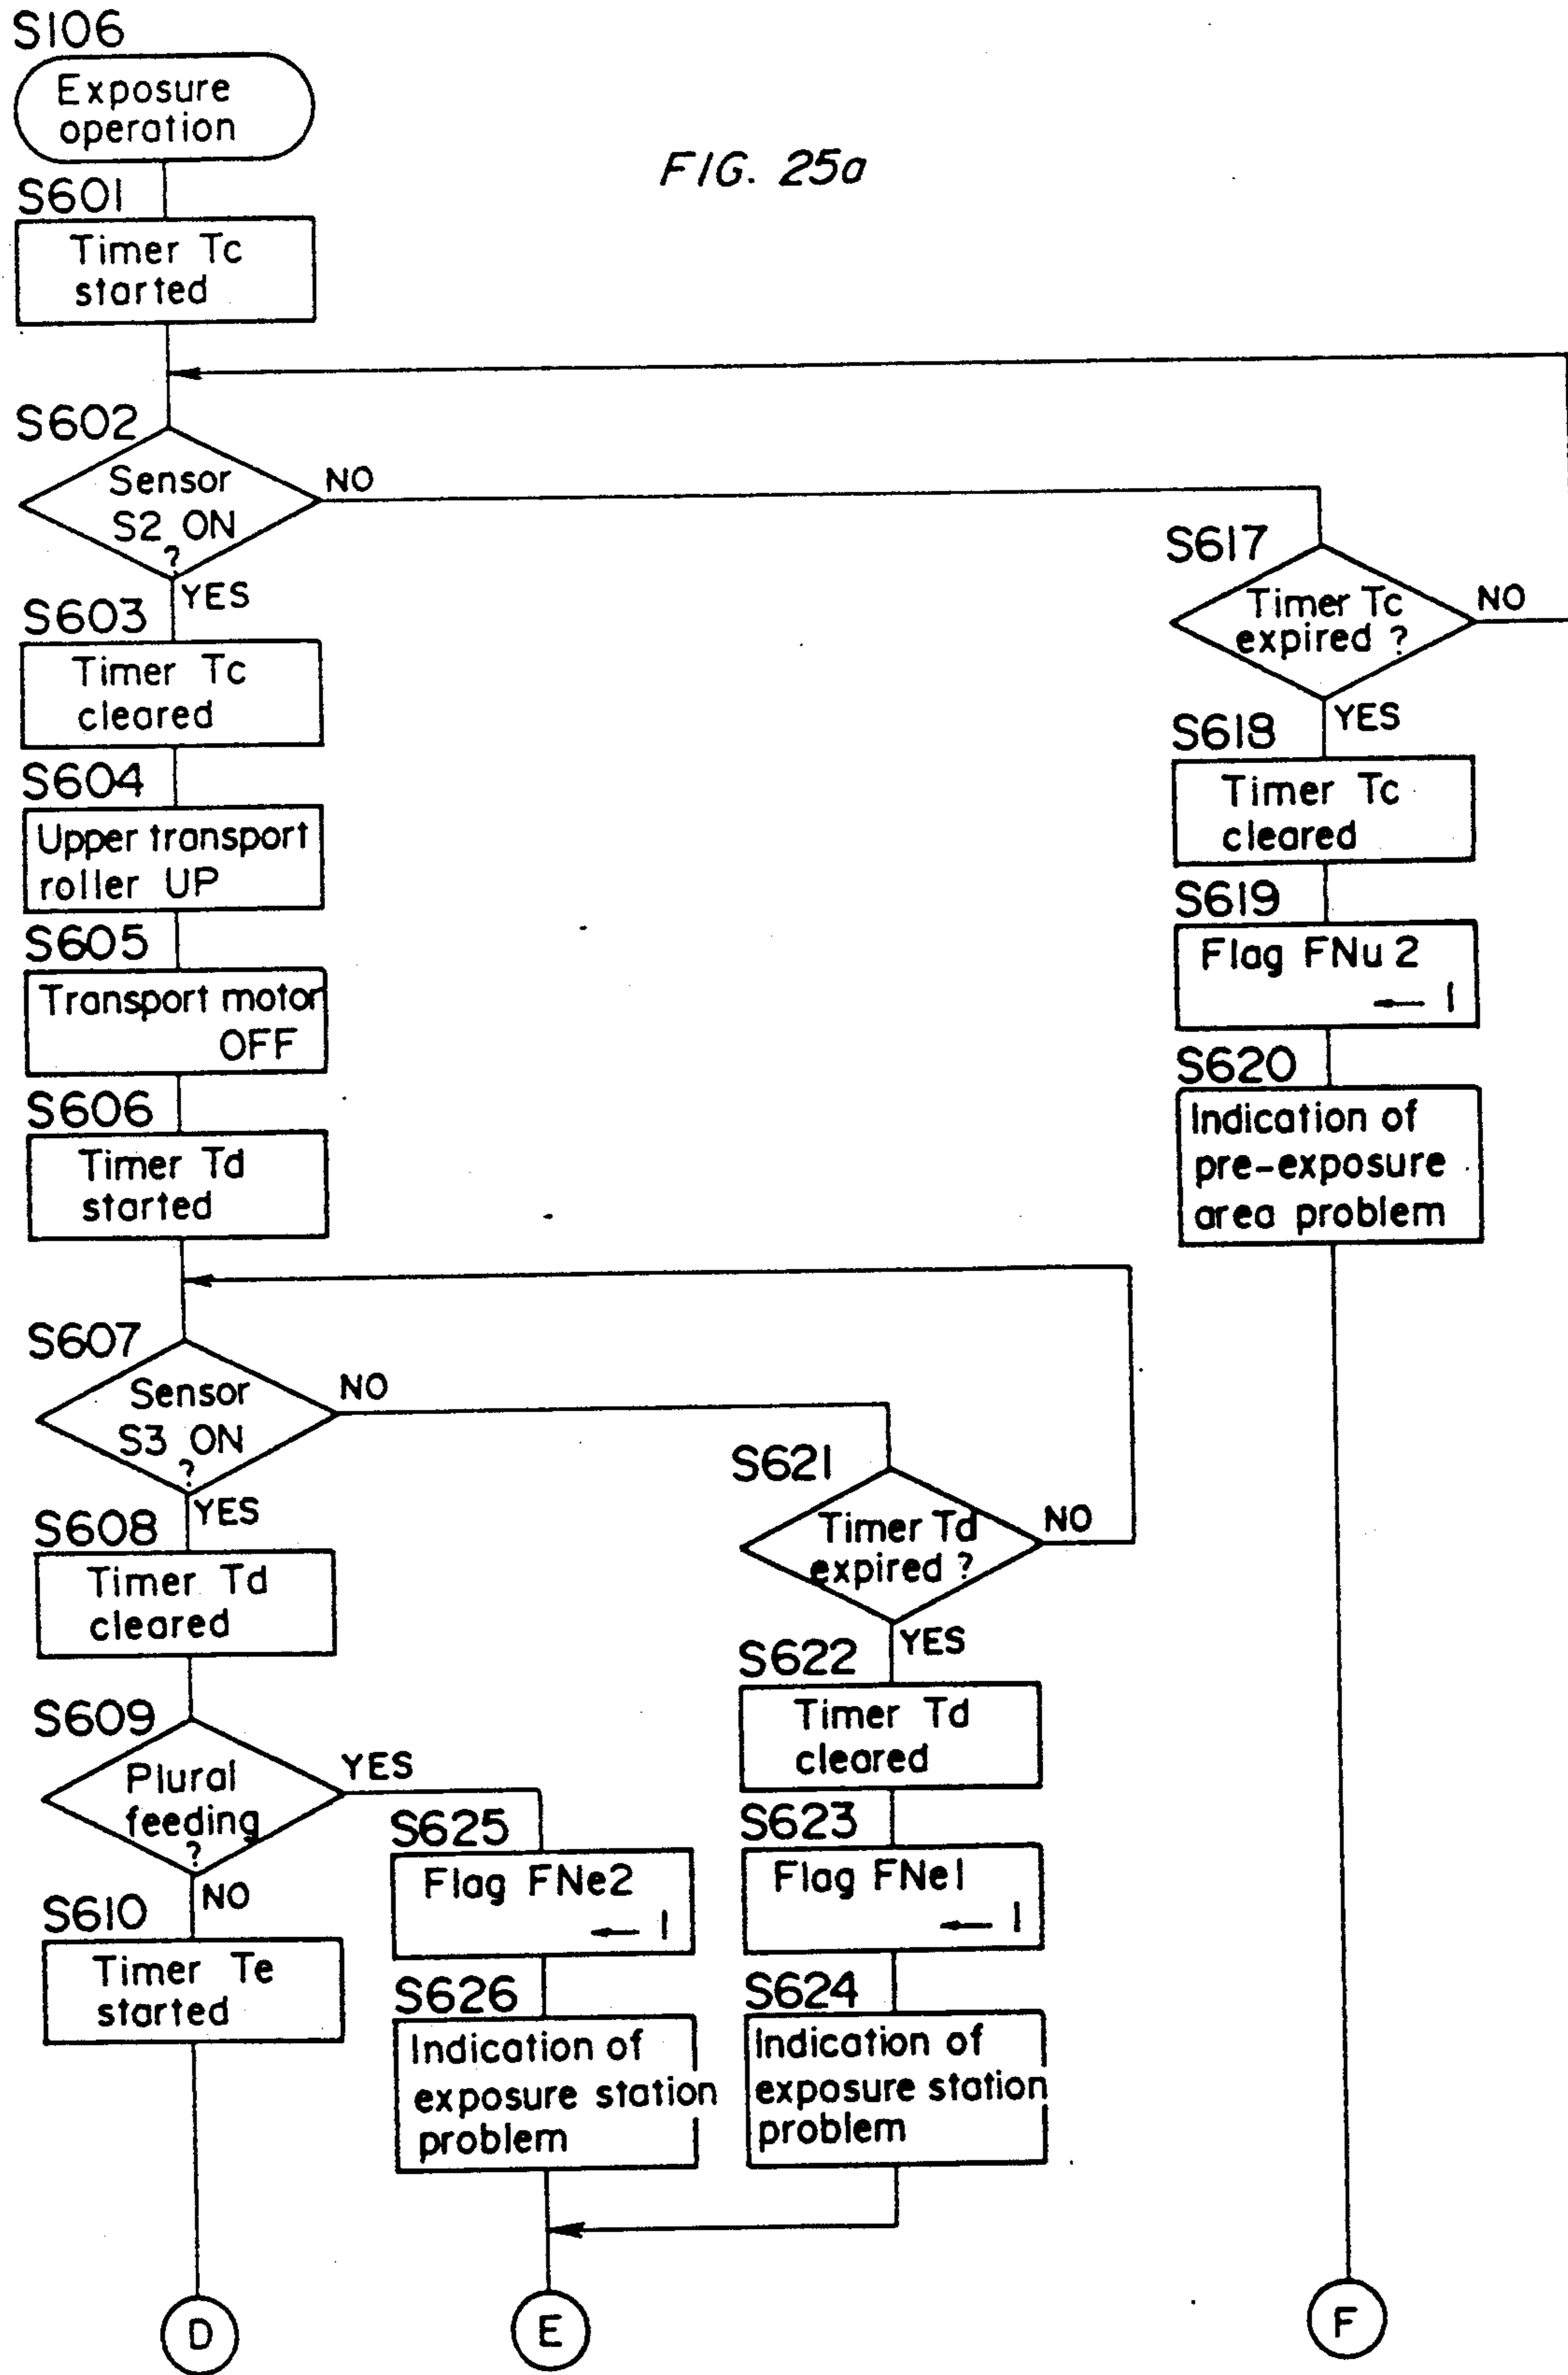 S106
Exposure
operation
FIG. 25a
S601
Timer Tc
started
S602
Sensor
S2 ON
?
NO
YES
S603
Timer Tc
cleared
S604
Upper transport
roller UP
S605
Transport motor
OFF
S606
Timer Td
started
S607
Sensor
S3 ON
?
NO
YES
S608
Timer Td
cleared
S609
Plural
feeding
?
YES
NO
S610
Timer Te
started
D
S625
Flag FNe2
← 1
S626
Indication of
exposure station
problem
E
S621
Timer Td
expired ?
NO
YES
S622
Timer Td
cleared
S623
Flag FNe1
← 1
S624
Indication of
exposure station
problem
S617
Timer Tc
expired ?
NO
YES
S618
Timer Tc
cleared
S619
Flag FNu 2
← 1
S620
Indication of
pre-exposure
area problem
F